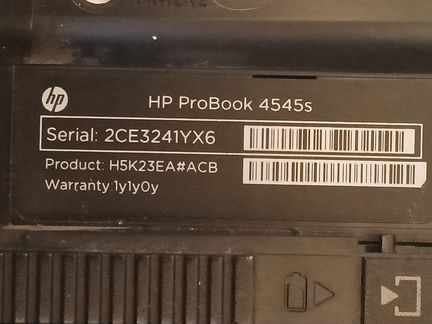 hp
HP ProBook 4545s
Serial: 2CE3241YX6
Product: H5K23EA#ACB
Warranty:1y1y0y